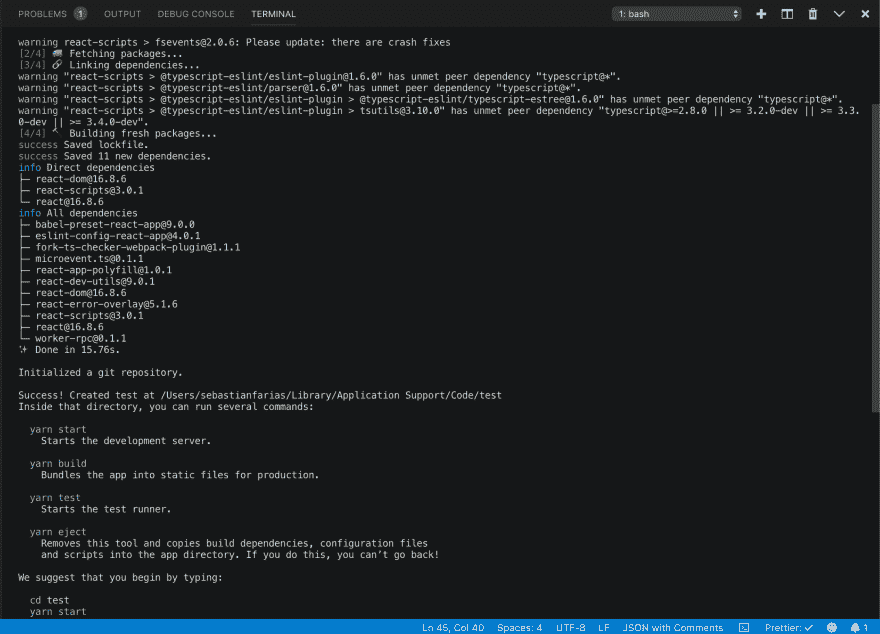 PROBLEMS 1 OUTPUT DEBUG CONSOLE TERMINAL 1: bash
warning react-scripts > fsevents@2.0.6: Please update: there are crash fixes
[2/4] Fetching packages...
[3/4] Linking dependencies...
warning "react-scripts > @typescript-eslint/eslint-plugin@1.6.0" has unmet peer dependency "typescript@*".
warning "react-scripts > @typescript-eslint/parser@1.6.0" has unmet peer dependency "typescript@*".
warning "react-scripts > @typescript-eslint/eslint-plugin > @typescript-eslint/typescript-estree@1.6.0" has unmet peer dependency "typescript@*".
warning "react-scripts > @typescript-eslint/eslint-plugin > tsutils@3.10.0" has unmet peer dependency "typescript@>=2.8.0 || >= 3.2.0-dev || >= 3.3.
0-dev || >= 3.4.0-dev".
[4/4] Building fresh packages...
success Saved lockfile.
success Saved 11 new dependencies.
info Direct dependencies
├─ react-dom@16.8.6
├─ react-scripts@3.0.1
└─ react@16.8.6
info All dependencies
├─ babel-preset-react-app@9.0.0
├─ eslint-config-react-app@4.0.1
├─ fork-ts-checker-webpack-plugin@1.1.1
├─ microevent.ts@0.1.1
├─ react-app-polyfill@1.0.1
├─ react-dev-utils@9.0.1
├─ react-dom@16.8.6
├─ react-error-overlay@5.1.6
├─ react-scripts@3.0.1
├─ react@16.8.6
└─ worker-rpc@0.1.1
✨ Done in 15.76s.
Initialized a git repository.
Success! Created test at /Users/sebastianfarias/Library/Application Support/Code/test
Inside that directory, you can run several commands:
yarn start
Starts the development server.
yarn build
Bundles the app into static files for production.
yarn test
Starts the test runner.
yarn eject
Removes this tool and copies build dependencies, configuration files
and scripts into the app directory. If you do this, you can't go back!
We suggest that you begin by typing:
cd test
yarn start
Ln 45, Col 40 Spaces: 4 UTF-8 LF JSON with Comments Prettier: ✓ 1